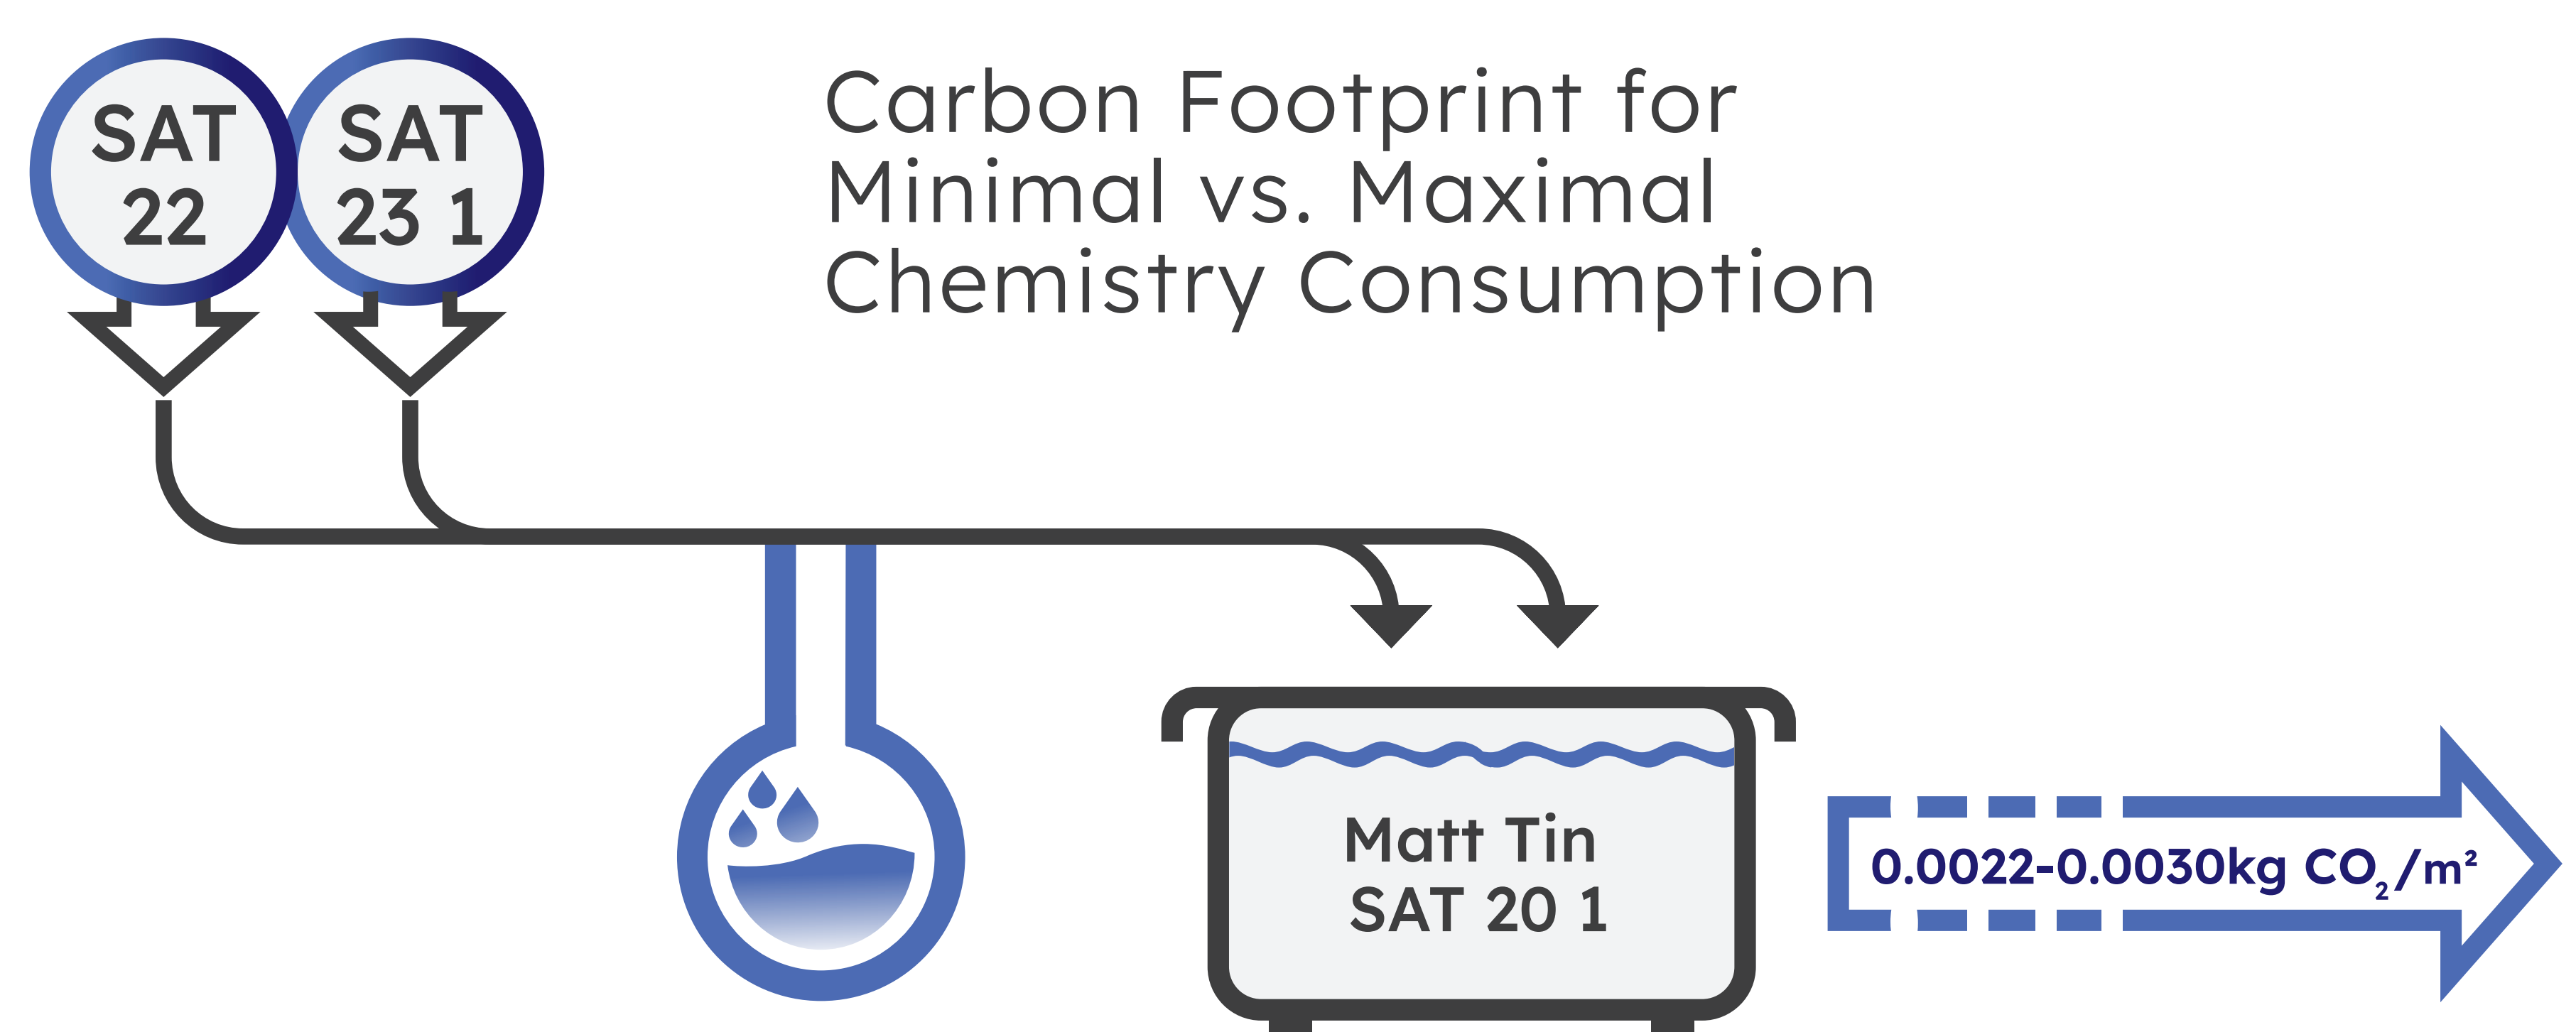 SAT
22
SAT
23 1
Carbon Footprint for
Minimal vs. Maximal
Chemistry Consumption
Matt Tin
SAT 20 1
0.0022-0.0030kg CO₂/m²